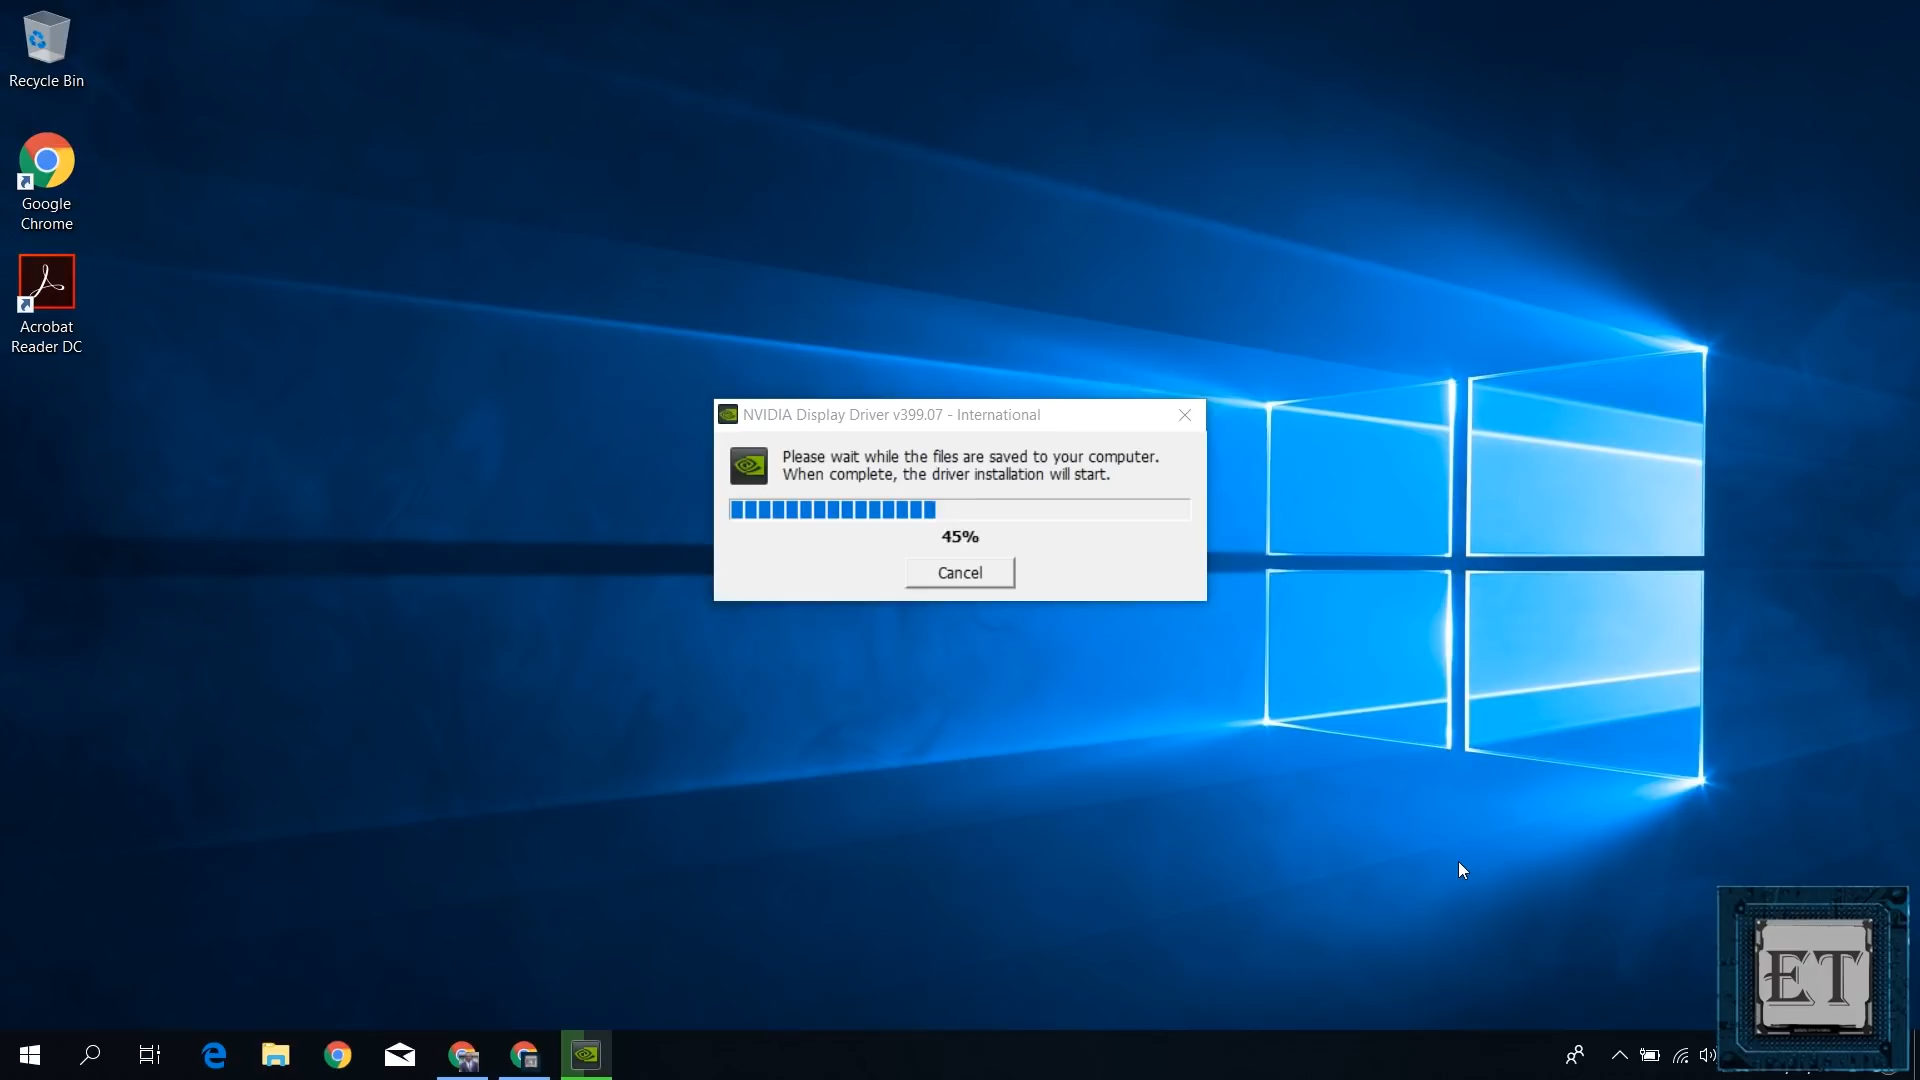 Recycle Bin
Google
Chrome
Acrobat
Reader DC
NVIDIA Display Driver v399.07 - International
Please wait while the files are saved to your computer.
When complete, the driver installation will start.
45%
Cancel
ET